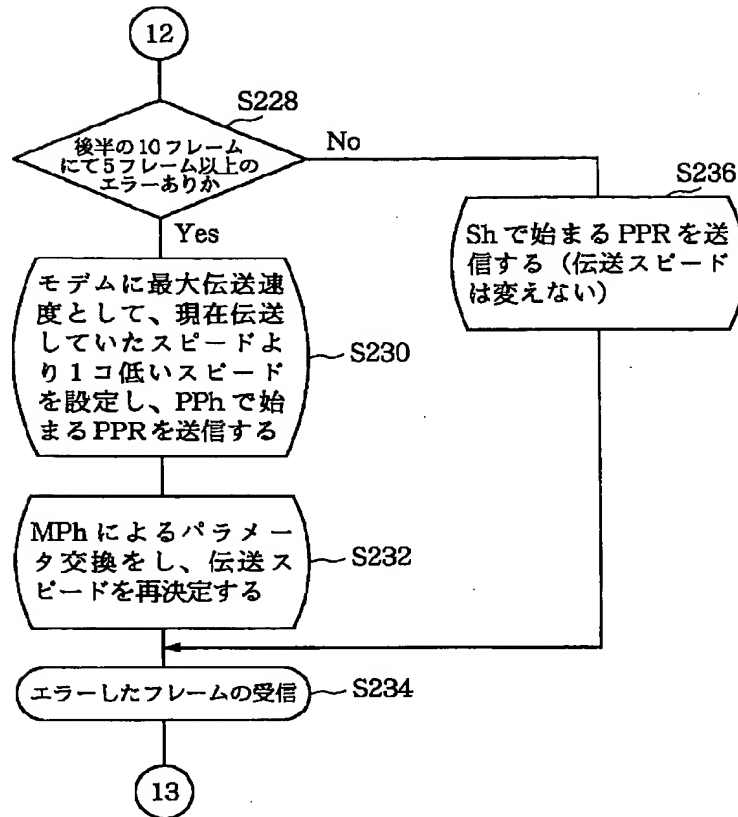 12
S228
後半の10フレーム
にて5フレーム以上の
エラーありか
No
Yes
S236
Shで始まるPPRを送
信する（伝送スピード
は変えない）
モデムに最大伝送速
度として、現在伝送
していたスピードよ
り1コ低いスピード
を設定し、PPhで始
まるPPRを送信する
S230
MPhによるパラメー
タ交換をし、伝送ス
ピードを再決定する
S232
エラーしたフレームの受信
S234
13